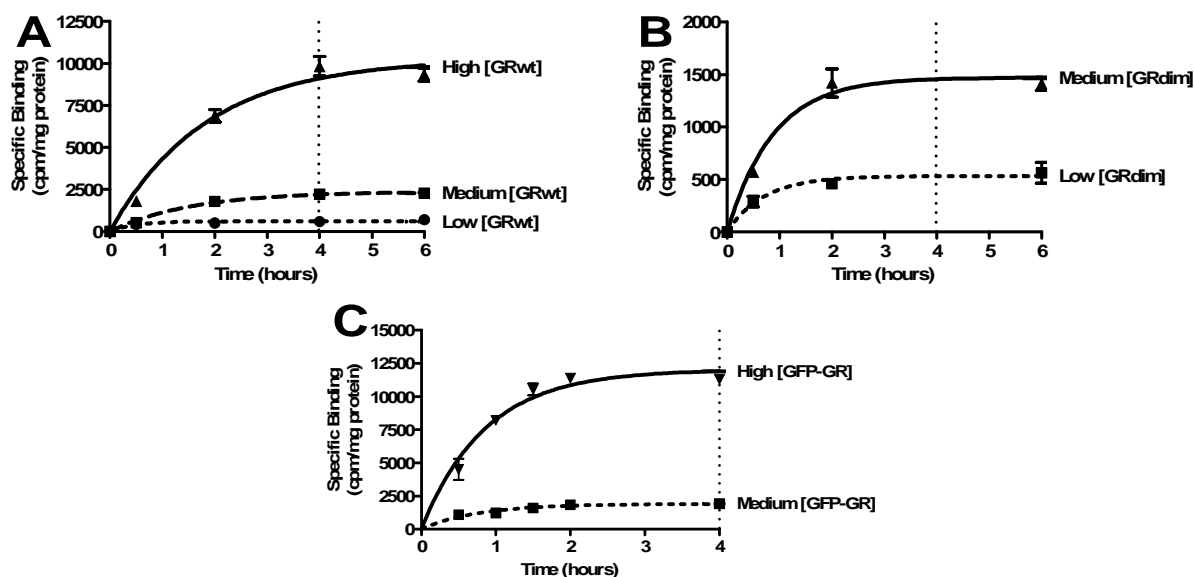 A
Specific Binding
(cpm/mg protein)
12500
10000
7500
5000
2500
0
0 1 2 3 4 5 6
Time (hours)
High [GRwt]
Medium [GRwt]
Low [GRwt]
B
Specific Binding
(cpm/mg protein)
2000
1500
1000
500
0
0 1 2 3 4 5 6
Time (hours)
Medium [GRdim]
Low [GRdim]
C
Specific Binding
(cpm/mg protein)
15000
12500
10000
7500
5000
2500
0
0 1 2 3 4
Time (hours)
High [GFP-GR]
Medium [GFP-GR]